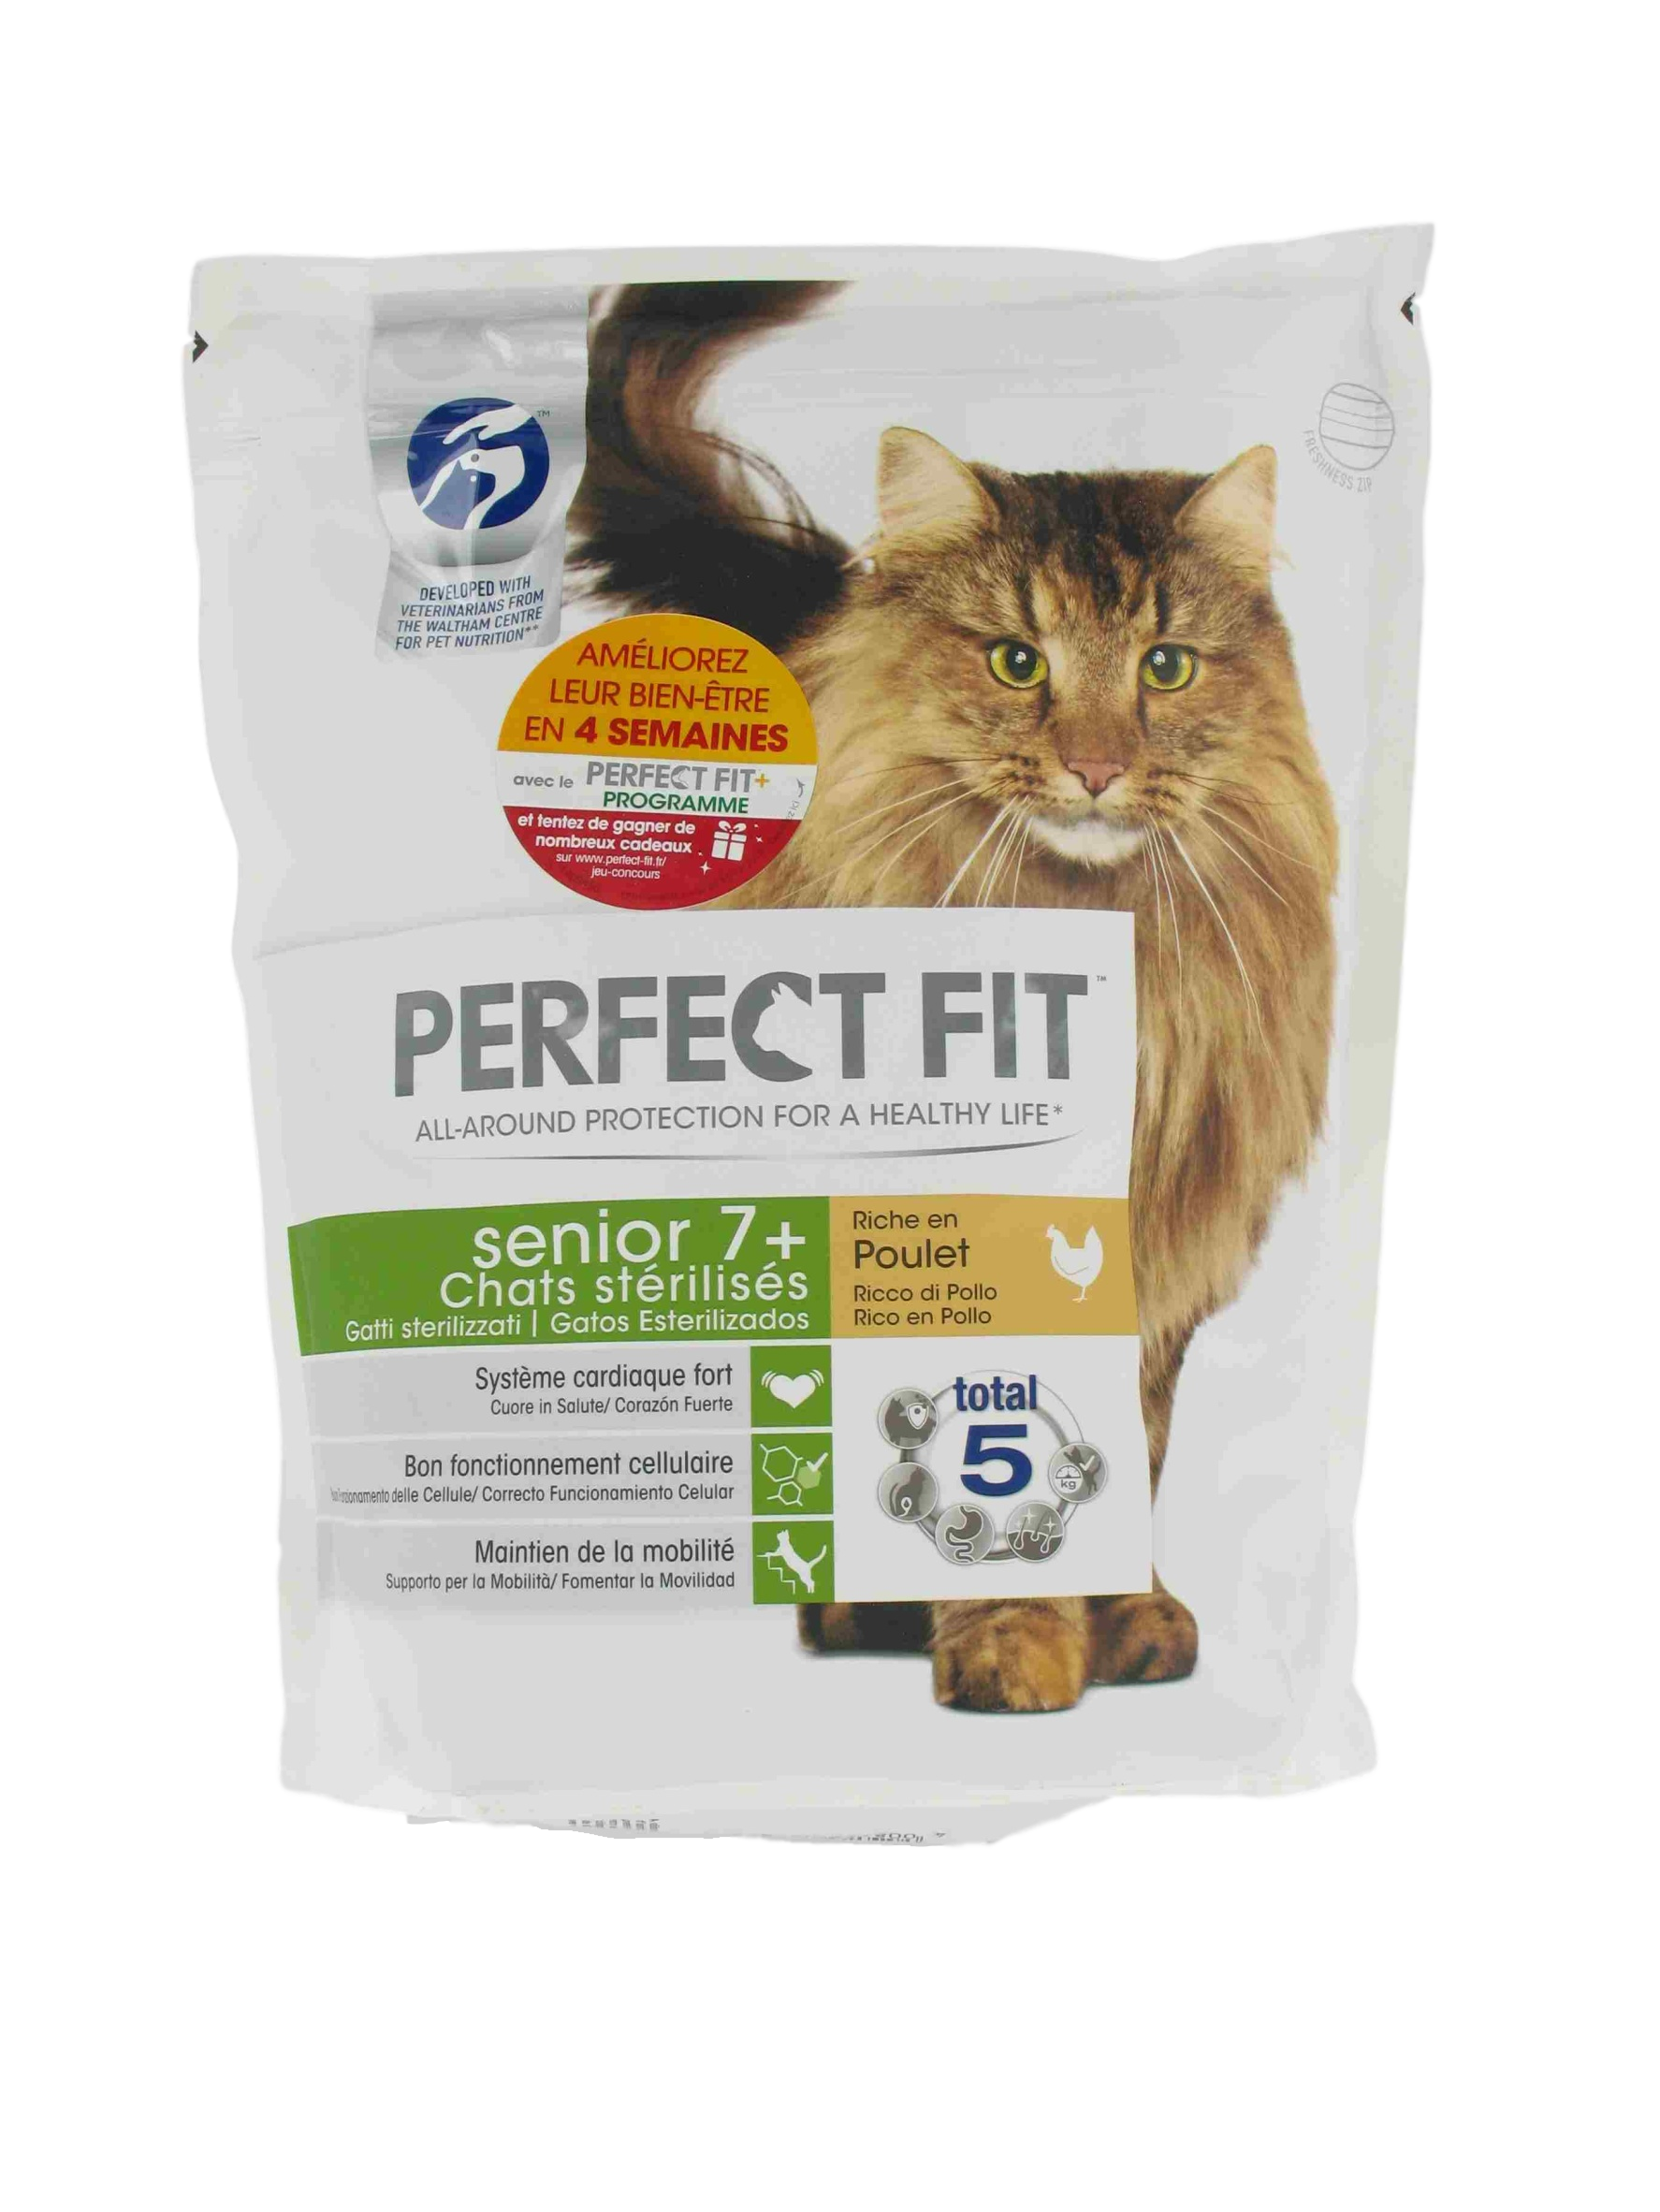 ™
DEVELOPED WITH
VETERINARIANS FROM
THE WALTHAM CENTRE
FOR PET NUTRITION**
FRESHNESS ZIP
AMÉLIOREZ
LEUR BIEN-ÊTRE
EN 4 SEMAINES
avec le PERFECT FIT+
PROGRAMME
et tentez de gagner de
nombreux cadeaux
sur www.perfect-fit.fr/
jeu-concours
PERFECT FIT™
ALL-AROUND PROTECTION FOR A HEALTHY LIFE*
senior 7+
Chats stérilisés
Gatti sterilizzati | Gatos Esterilizados
Riche en
Poulet
Ricco di Pollo
Rico en Pollo
Système cardiaque fort
Cuore in Salute/ Corazón Fuerte
Bon fonctionnement cellulaire
delle Cellule/ Correcto Funcionamiento Celular
Maintien de la mobilité
Supporto per la Mobilità/ Fomentar la Movilidad
total
5
kg